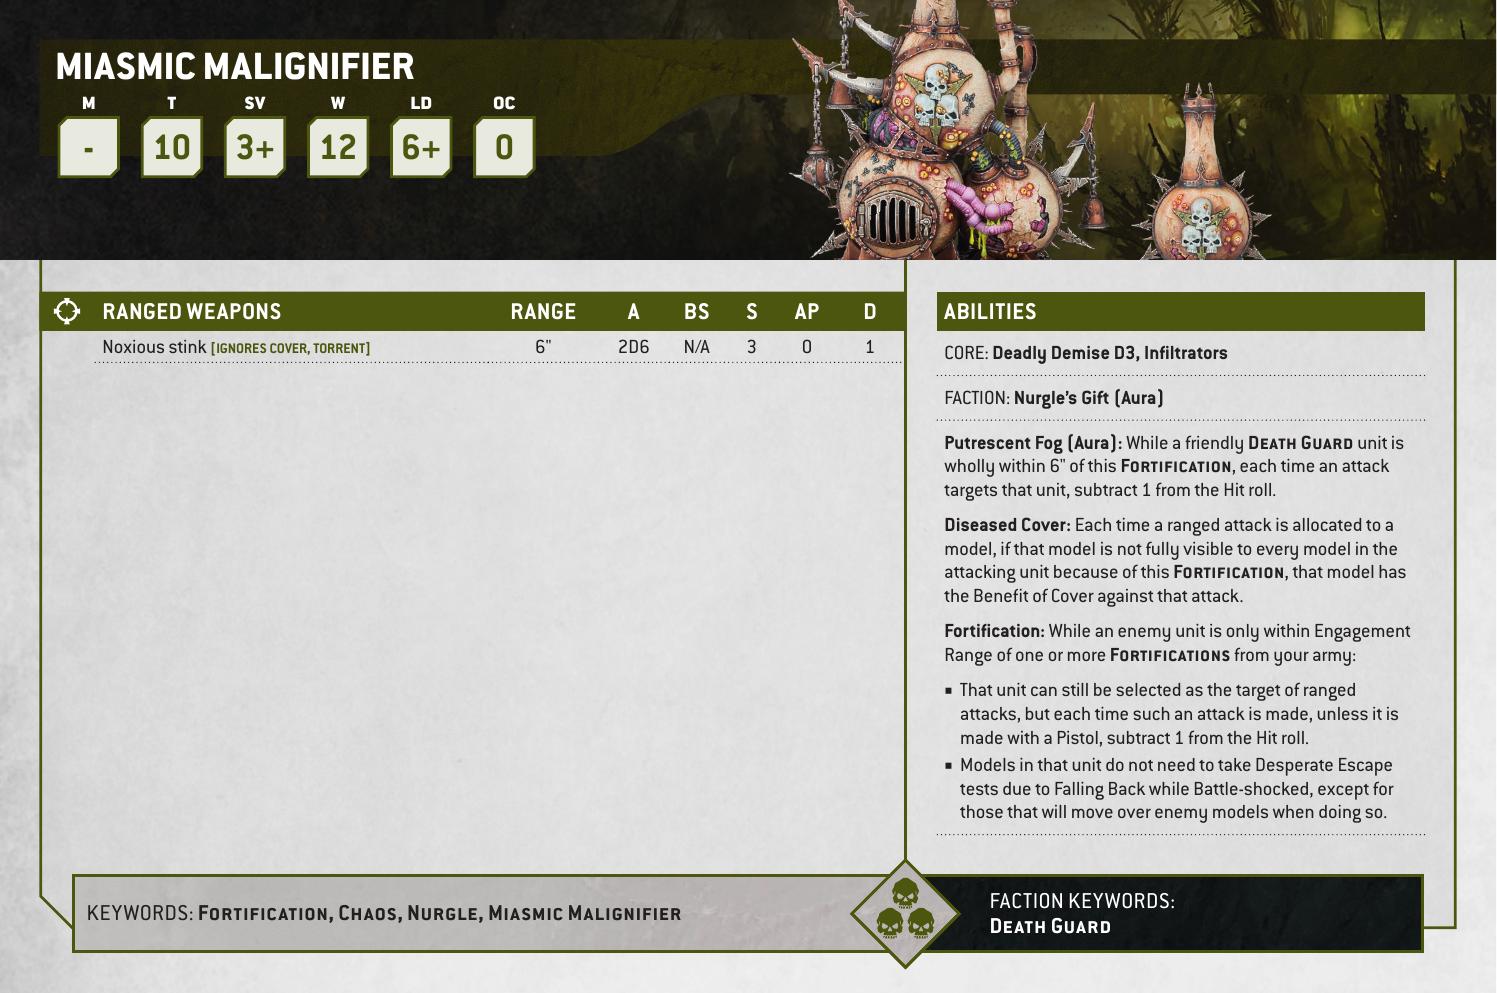 MIASMIC MALIGNIFIER
M T SV W LD OC
- 10 3+ 12 6+ 0
RANGED WEAPONS RANGE A BS S AP D
Noxious stink [IGNORES COVER, TORRENT] 6" 2D6 N/A 3 0 1
ABILITIES
CORE: Deadly Demise D3, Infiltrators
FACTION: Nurgle's Gift (Aura)
Putrescent Fog (Aura): While a friendly DEATH GUARD unit is
wholly within 6" of this FORTIFICATION, each time an attack
targets that unit, subtract 1 from the Hit roll.
Diseased Cover: Each time a ranged attack is allocated to a
model, if that model is not fully visible to every model in the
attacking unit because of this FORTIFICATION, that model has
the Benefit of Cover against that attack.
Fortification: While an enemy unit is only within Engagement
Range of one or more FORTIFICATIONS from your army:
▪ That unit can still be selected as the target of ranged
attacks, but each time such an attack is made, unless it is
made with a Pistol, subtract 1 from the Hit roll.
▪ Models in that unit do not need to take Desperate Escape
tests due to Falling Back while Battle-shocked, except for
those that will move over enemy models when doing so.
KEYWORDS: FORTIFICATION, CHAOS, NURGLE, MIASMIC MALIGNIFIER
FACTION KEYWORDS:
DEATH GUARD